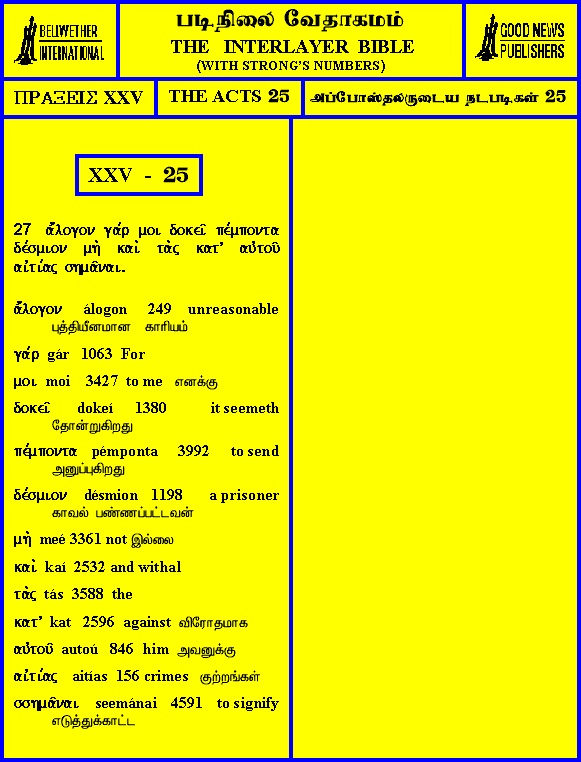 BELLWETHER
INTERNATIONAL
படிநிலை வேதாகமம்
THE INTERLAYER BIBLE
(WITH STRONG'S NUMBERS)
GOOD NEWS
PUBLISHERS
ΠΡΑΞΕΙΣ XXV
THE ACTS 25
அப்போஸ்தலருடைய நடபடிகள் 25
XXV - 25
27 ἄλογον γάρ μοι δοκεῖ πέμποντα
δέσμιον μὴ καὶ τὰς κατ’ αὐτοῦ
αἰτίας σημᾶναι.
ἄλογον álogon 249 unreasonable
புத்தியீனமான காரியம்
γάρ gár 1063 For
μοι moi 3427 to me எனக்கு
δοκεῖ dokeí 1380 it seemeth
தோன்றுகிறது
πέμποντα pémponta 3992 to send
அனுப்புகிறது
δέσμιον désmion 1198 a prisoner
காவல் பண்ணப்பட்டவன்
μὴ meé 3361 not இல்லை
καὶ kaí 2532 and withal
τὰς tás 3588 the
κατ’ kat 2596 against விரோதமாக
αὐτοῦ autoú 846 him அவனுக்கு
αἰτίας aitías 156 crimes குற்றங்கள்
σσημᾶναι seemánai 4591 to signify
எடுத்துக்காட்ட